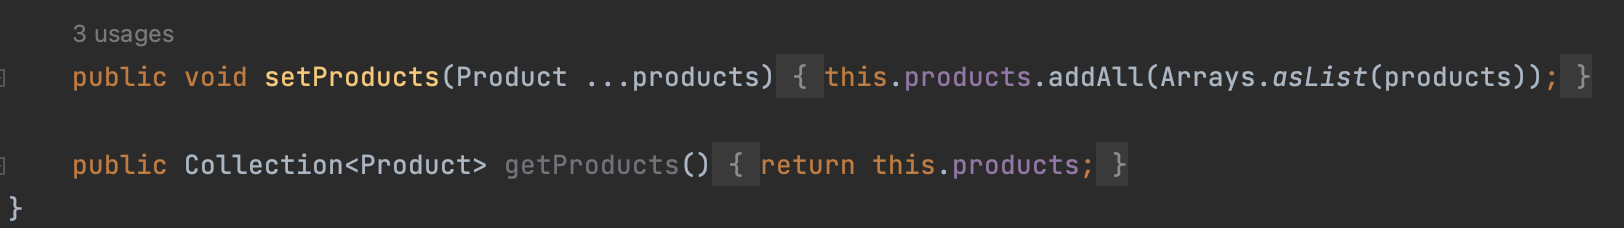 3 usages
public void setProducts(Product ...products) { this.products.addAll(Arrays.asList(products)); }
public Collection<Product> getProducts() { return this.products; }
}